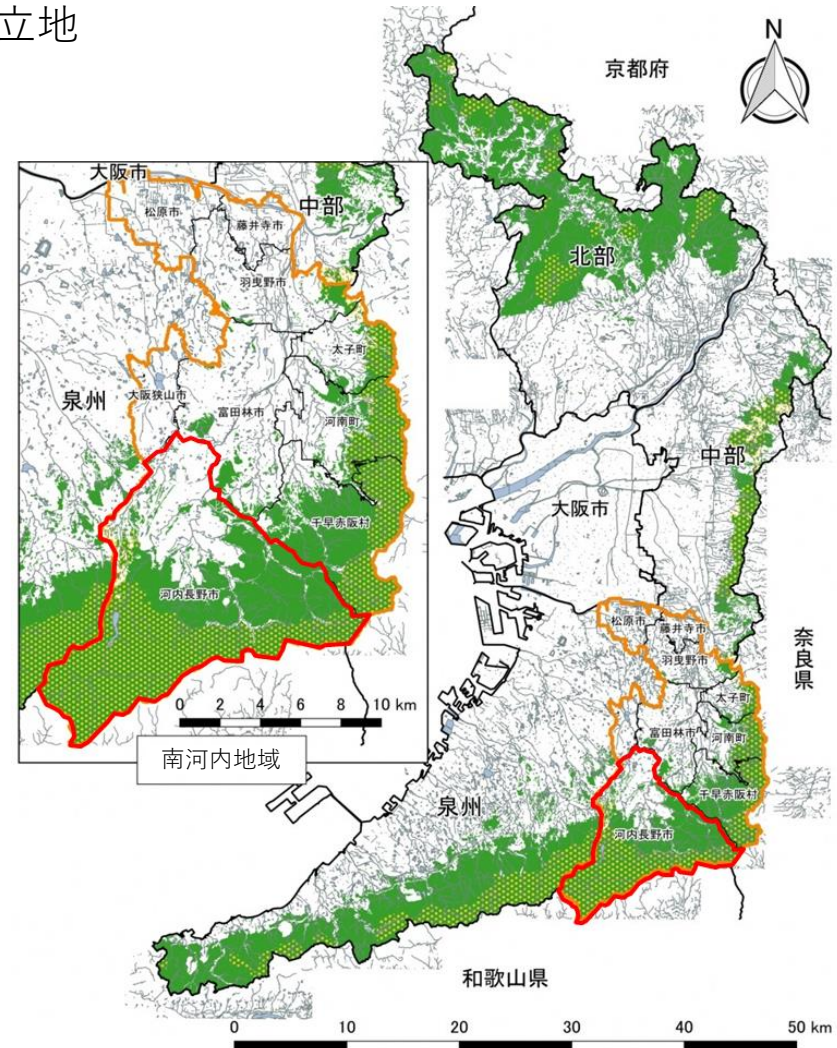 立地
N
京都府
北部
中部
大阪市
奈良県
松原市
藤井寺市
羽曳野市
太子町
富田林市
河南町
千早赤阪村
河内長野市
泉州
和歌山県
0 10 20 30 40 50 km
大阪市
中部
松原市
藤井寺市
羽曳野市
太子町
泉州
大阪狭山市
富田林市
河南町
千早赤阪村
河内長野市
0 2 4 6 8 10 km
南河内地域